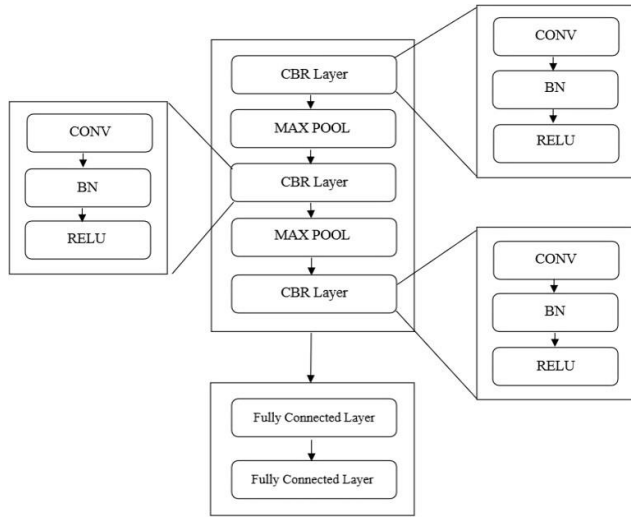 CBR Layer
MAX POOL
CBR Layer
MAX POOL
CBR Layer
CONV
BN
RELU
CONV
BN
RELU
CONV
BN
RELU
Fully Connected Layer
Fully Connected Layer